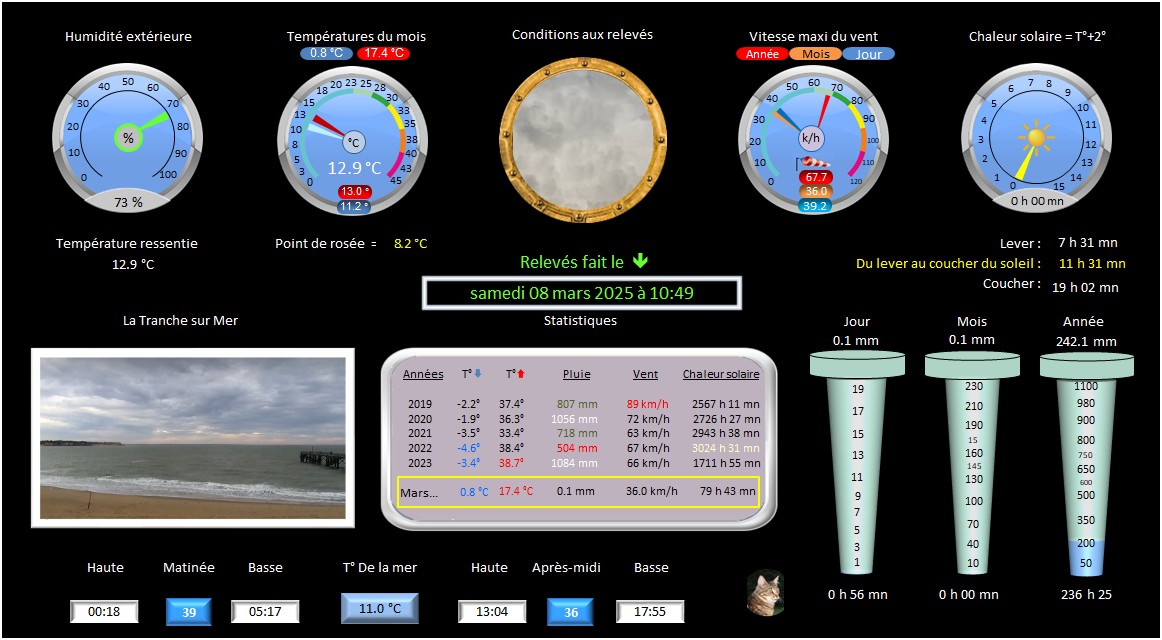 Humidité extérieure
Températures du mois
0.8 °C 17.4 °C
Conditions aux relevés
Vitesse maxi du vent
Année Mois Jour
Chaleur solaire = T°+2°
0 10 20 30 40 50 60 70 80 90 100
%
73 %
0 3 5 8 10 13 15 18 20 23 25 28 30 33 35 38 40 43 45
°C
12.9 °C
13.0 °
11.2 °
0 10 20 30 40 50 60 70 80 90 100 110 120
k/h
67.7
36.0
39.2
0 1 2 3 4 5 6 7 8 9 10 11 12 13 14 15
0 h 00 mn
Température ressentie
12.9 °C
Point de rosée = 8.2 °C
Lever : 7 h 31 mn
Du lever au coucher du soleil : 11 h 31 mn
Coucher : 19 h 02 mn
Relevés fait le
samedi 08 mars 2025 à 10:49
La Tranche sur Mer
Statistiques
Années T° T° Pluie Vent Chaleur solaire
2019 -2.2° 37.4° 807 mm 89 km/h 2567 h 11 mn
2020 -1.9° 36.3° 1056 mm 72 km/h 2726 h 27 mn
2021 -3.5° 33.4° 718 mm 63 km/h 2943 h 38 mn
2022 -4.6° 38.4° 504 mm 67 km/h 3024 h 31 mn
2023 -3.4° 38.7° 1084 mm 66 km/h 1711 h 55 mn
Mars... 0.8 °C 17.4 °C 0.1 mm 36.0 km/h 79 h 43 mn
Jour
0.1 mm
19
17
15
13
11
9
7
5
3
1
0 h 56 mn
Mois
0.1 mm
230
210
190
15
160
145
130
100
70
40
10
0 h 00 mn
Année
242.1 mm
1100
980
900
800
750
650
600
500
350
200
50
236 h 25
Haute Matinée Basse
00:18 39 05:17
T° De la mer
11.0 °C
Haute Après-midi Basse
13:04 36 17:55